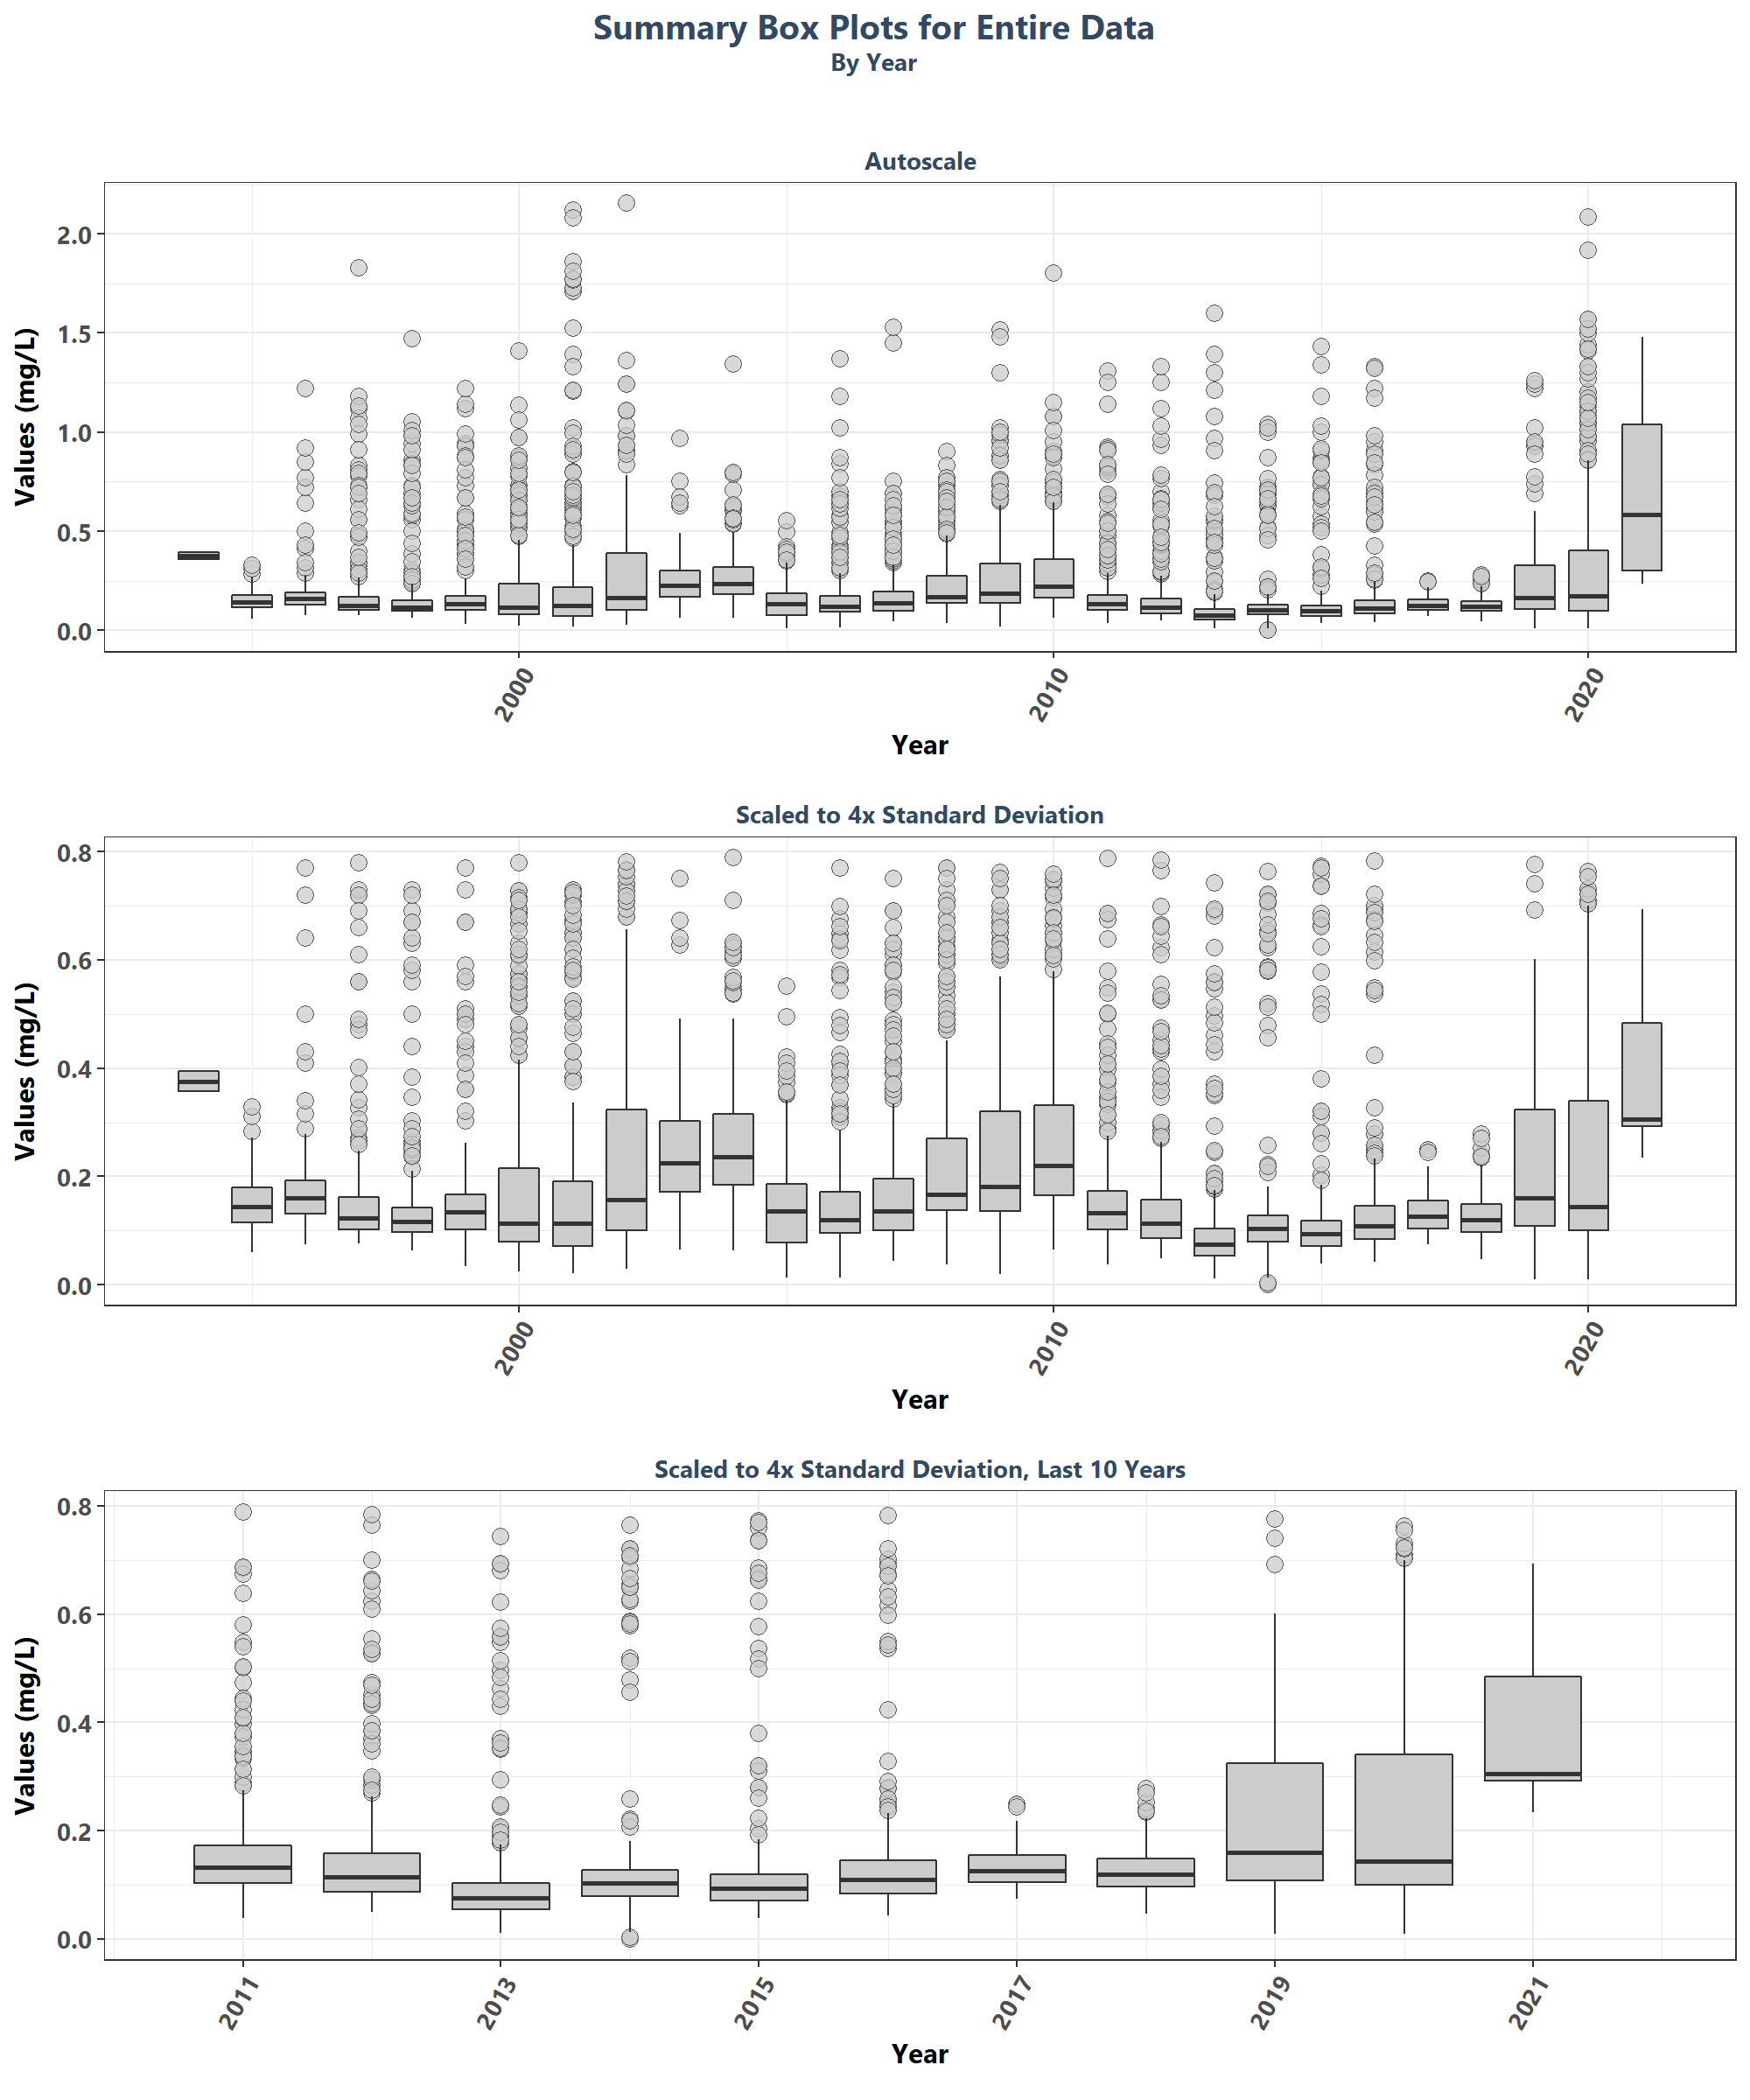 Summary Box Plots for Entire Data
By Year
Autoscale
Values (mg/L)
2.0
1.5
1.0
0.5
0.0
2000
2010
2020
Year
Scaled to 4x Standard Deviation
Values (mg/L)
0.8
0.6
0.4
0.2
0.0
2000
2010
2020
Year
Scaled to 4x Standard Deviation, Last 10 Years
Values (mg/L)
0.8
0.6
0.4
0.2
0.0
2011
2013
2015
2017
2019
2021
Year